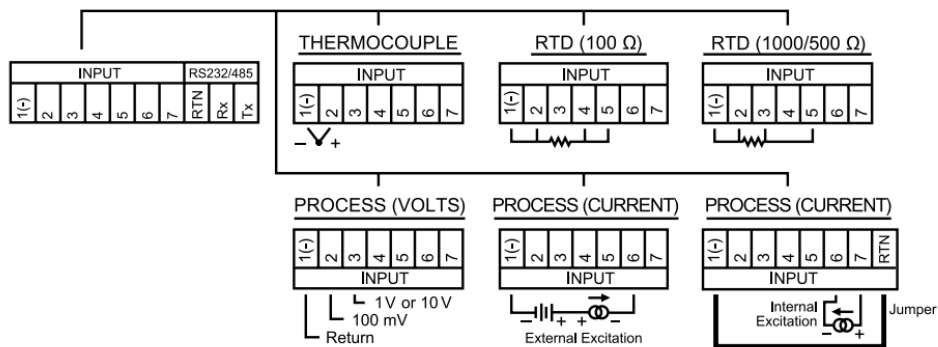 THERMOCOUPLE
RTD (100 Ω)
RTD (1000/500 Ω)
INPUT RS232/485
1(-) 2 3 4 5 6 7 RTN Rx Tx
INPUT
1(-) 2 3 4 5 6 7
− +
INPUT
1(-) 2 3 4 5 6 7
INPUT
1(-) 2 3 4 5 6 7
PROCESS (VOLTS)
1(-) 2 3 4 5 6 7
INPUT
1 V or 10 V
100 mV
Return
PROCESS (CURRENT)
1(-) 2 3 4 5 6 7
INPUT
− + + −
External Excitation
PROCESS (CURRENT)
1(-) 2 3 4 5 6 7 RTN
INPUT
Internal
Excitation
− +
Jumper